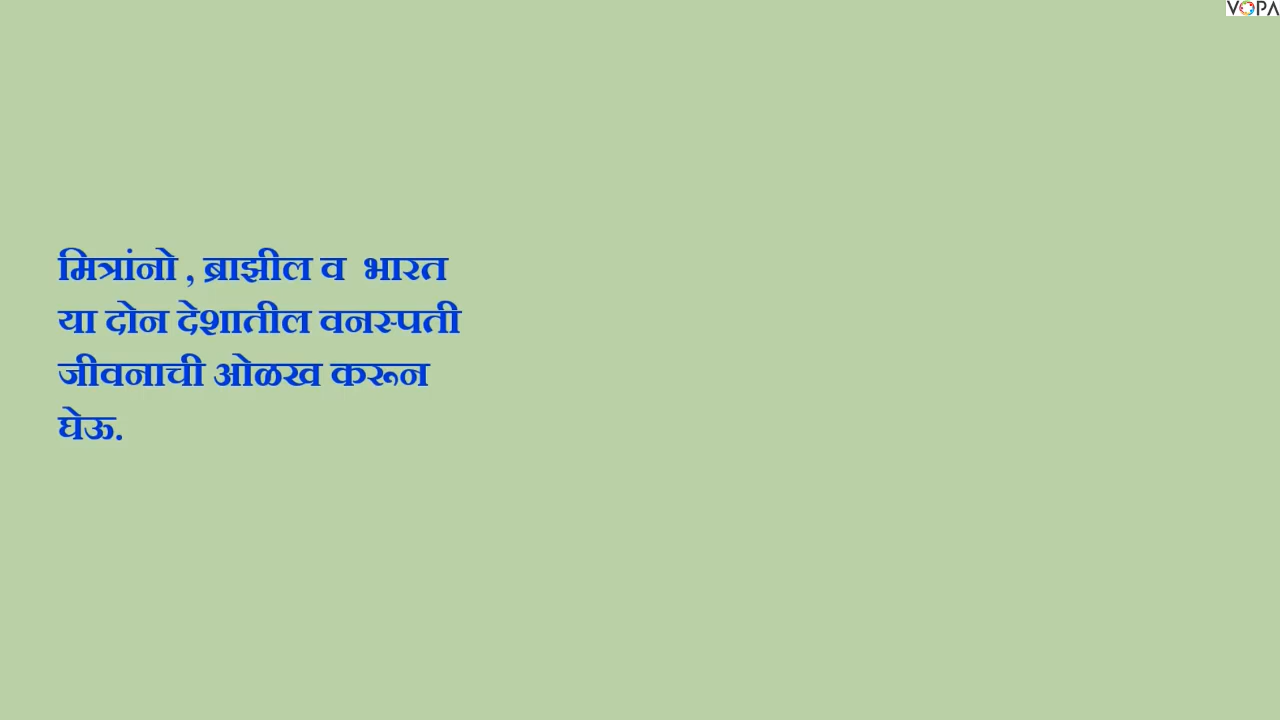 VOPA
मित्रांनो , ब्राझील व  भारत
या दोन देशातील वनस्पती
जीवनाची ओळख करून
घेऊ.